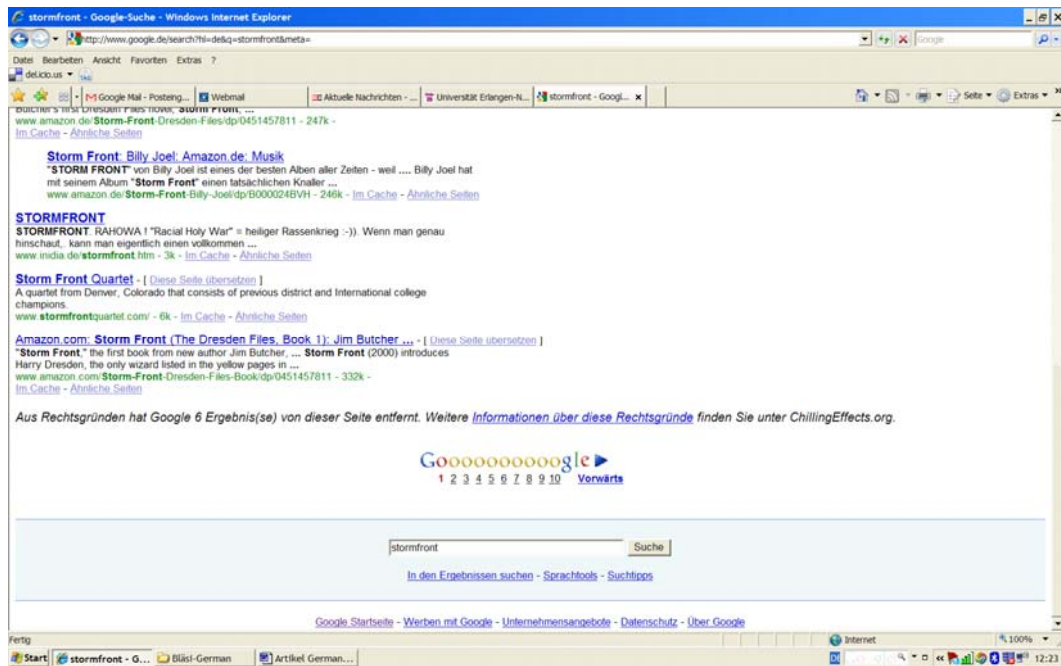 stormfront - Google-Suche - Windows Internet Explorer
http://www.google.de/search?hl=de&q=stormfront&meta=
Google
Datei Bearbeiten Ansicht Favoriten Extras ?
del.icio.us TAG
Google Mail - Posteing...
Webmail
Aktuelle Nachrichten - ...
Universität Erlangen-N...
stormfront - Googl...
Seite Extras
Butcher's first Dresden Files novel, Storm Front, ...
www.amazon.de/Storm-Front-Dresden-Files/dp/0451457811 - 247k -
Im Cache - Ähnliche Seiten
Storm Front: Billy Joel: Amazon.de: Musik
"STORM FRONT" von Billy Joel ist eines der besten Alben aller Zeiten - weil .... Billy Joel hat
mit seinem Album "Storm Front" einen tatsächlichen Knaller ...
www.amazon.de/Storm-Front-Billy-Joel/dp/B000024BVH - 246k - Im Cache - Ähnliche Seiten
STORMFRONT
STORMFRONT. RAHOWA ! "Racial Holy War" = heiliger Rassenkrieg :-)). Wenn man genau
hinschaut,. kann man eigentlich einen vollkommen ...
www.inidia.de/stormfront.htm - 3k - Im Cache - Ähnliche Seiten
Storm Front Quartet - [ Diese Seite übersetzen ]
A quartet from Denver, Colorado that consists of previous district and International college
champions.
www.stormfrontquartet.com/ - 6k - Im Cache - Ähnliche Seiten
Amazon.com: Storm Front (The Dresden Files, Book 1): Jim Butcher ... - [ Diese Seite übersetzen ]
"Storm Front," the first book from new author Jim Butcher, ... Storm Front (2000) introduces
Harry Dresden, the only wizard listed in the yellow pages in ...
www.amazon.com/Storm-Front-Dresden-Files-Book/dp/0451457811 - 332k -
Im Cache - Ähnliche Seiten
Aus Rechtsgründen hat Google 6 Ergebnis(se) von dieser Seite entfernt. Weitere Informationen über diese Rechtsgründe finden Sie unter ChillingEffects.org.
Goooooooooogle
1 2 3 4 5 6 7 8 9 10 Vorwärts
stormfront Suche
In den Ergebnissen suchen - Sprachtools - Suchtipps
Google Startseite - Werben mit Google - Unternehmensangebote - Datenschutz - Über Google
Fertig Internet 100%
Start stormfront - G... Bläsi-German Artikel German... DE 12:23